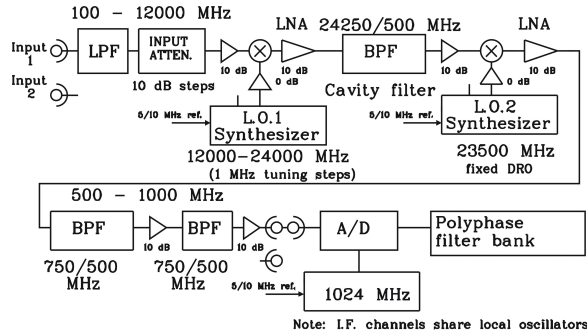 100 - 12000 MHz
LNA
24250/500 MHz
LNA
Input
1
LPF
INPUT
ATTEN.
BPF
10 dB
10 dB
10 dB
10 dB
Input
2
10 dB steps
0 dB
Cavity filter
0 dB
5/10 MHz ref.
L.O.1
Synthesizer
5/10 MHz ref.
L.O.2
Synthesizer
12000-24000 MHz
(1 MHz tuning steps)
23500 MHz
fixed DRO
500 - 1000 MHz
BPF
BPF
A/D
Polyphase
filter bank
10 dB
10 dB
750/500
MHz
750/500
MHz
5/10 MHz ref.
1024 MHz
Note: I.F. channels share local oscillators